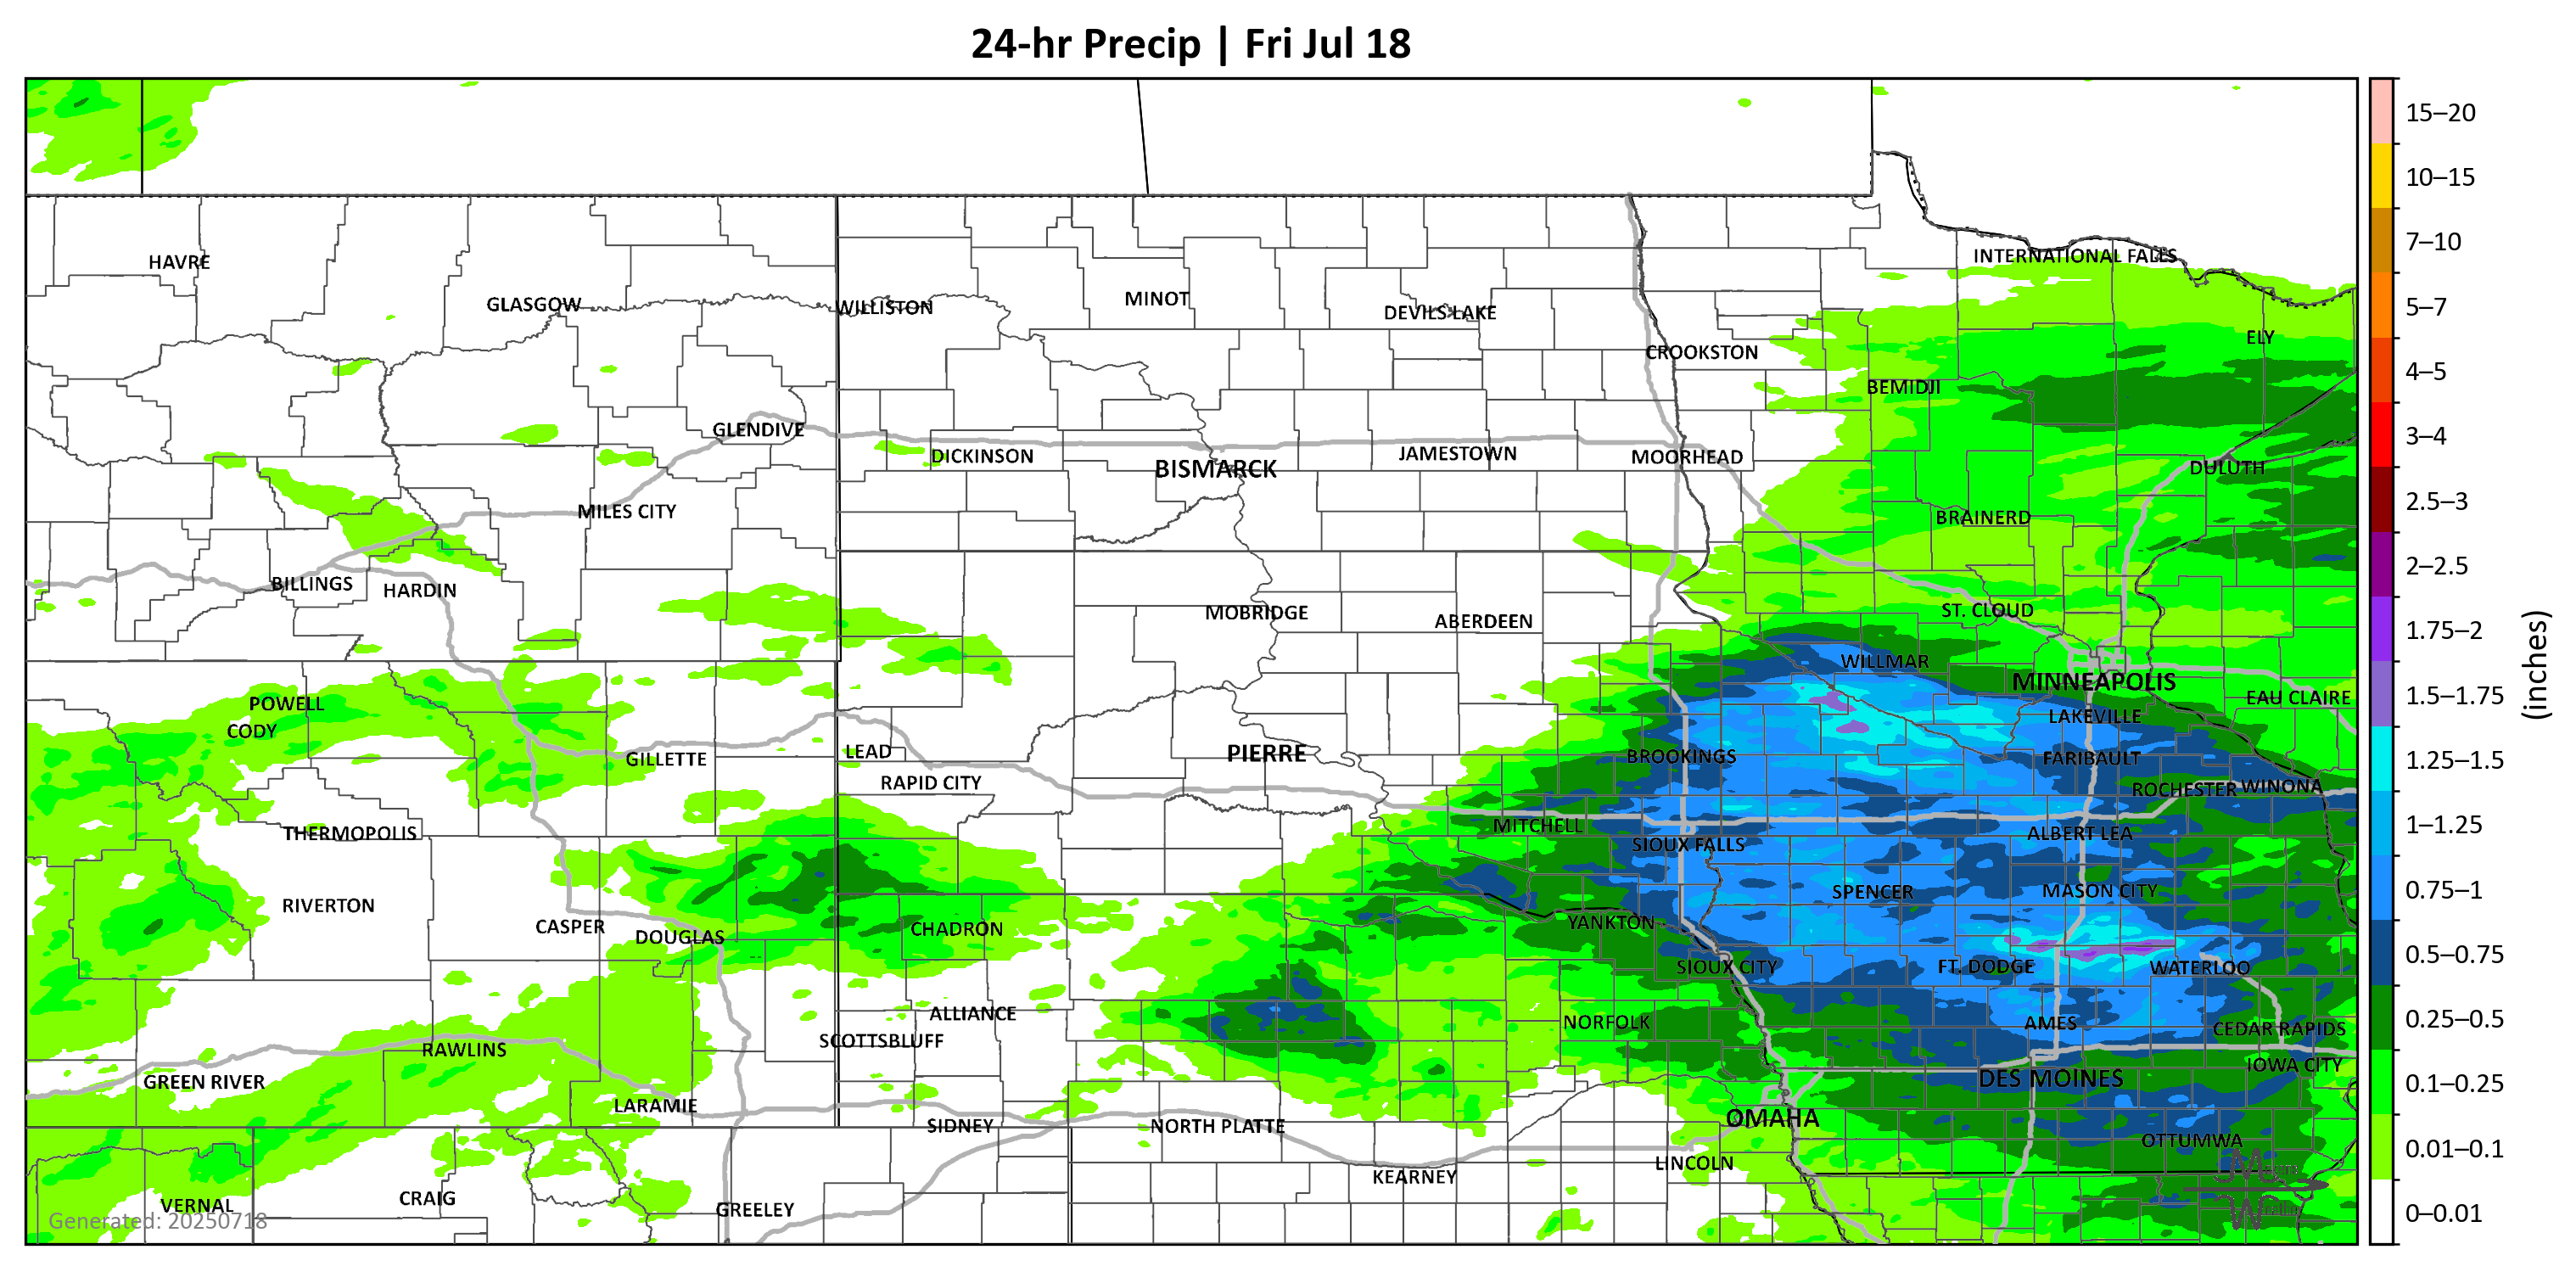 24-hr Precip | Fri Jul 18
15–20
10–15
7–10
5–7
4–5
3–4
2.5–3
2–2.5
1.75–2
1.5–1.75
1.25–1.5
1–1.25
0.75–1
0.5–0.75
0.25–0.5
0.1–0.25
0.01–0.1
0–0.01
(inches)
INTERNATIONAL FALLS
HAVRE
GLASGOW
WILLISTON
MINOT
DEVILS LAKE
ELY
CROOKSTON
BEMIDJI
GLENDIVE
DICKINSON
BISMARCK
JAMESTOWN
MOORHEAD
DULUTH
MILES CITY
BRAINERD
BILLINGS
HARDIN
MOBRIDGE
ABERDEEN
ST. CLOUD
WILLMAR
MINNEAPOLIS
EAU CLAIRE
POWELL
CODY
LAKEVILLE
GILLETTE
LEAD
PIERRE
BROOKINGS
FARIBAULT
RAPID CITY
ROCHESTER
WINONA
THERMOPOLIS
MITCHELL
ALBERT LEA
SIOUX FALLS
RIVERTON
SPENCER
MASON CITY
CASPER
DOUGLAS
CHADRON
YANKTON
SIOUX CITY
FT. DODGE
WATERLOO
ALLIANCE
NORFOLK
AMES
CEDAR RAPIDS
SCOTTSBLUFF
RAWLINS
IOWA CITY
GREEN RIVER
DES MOINES
LARAMIE
SIDNEY
NORTH PLATTE
OMAHA
OTTUMWA
LINCOLN
KEARNEY
VERNAL
CRAIG
GREELEY
Generated: 20250718